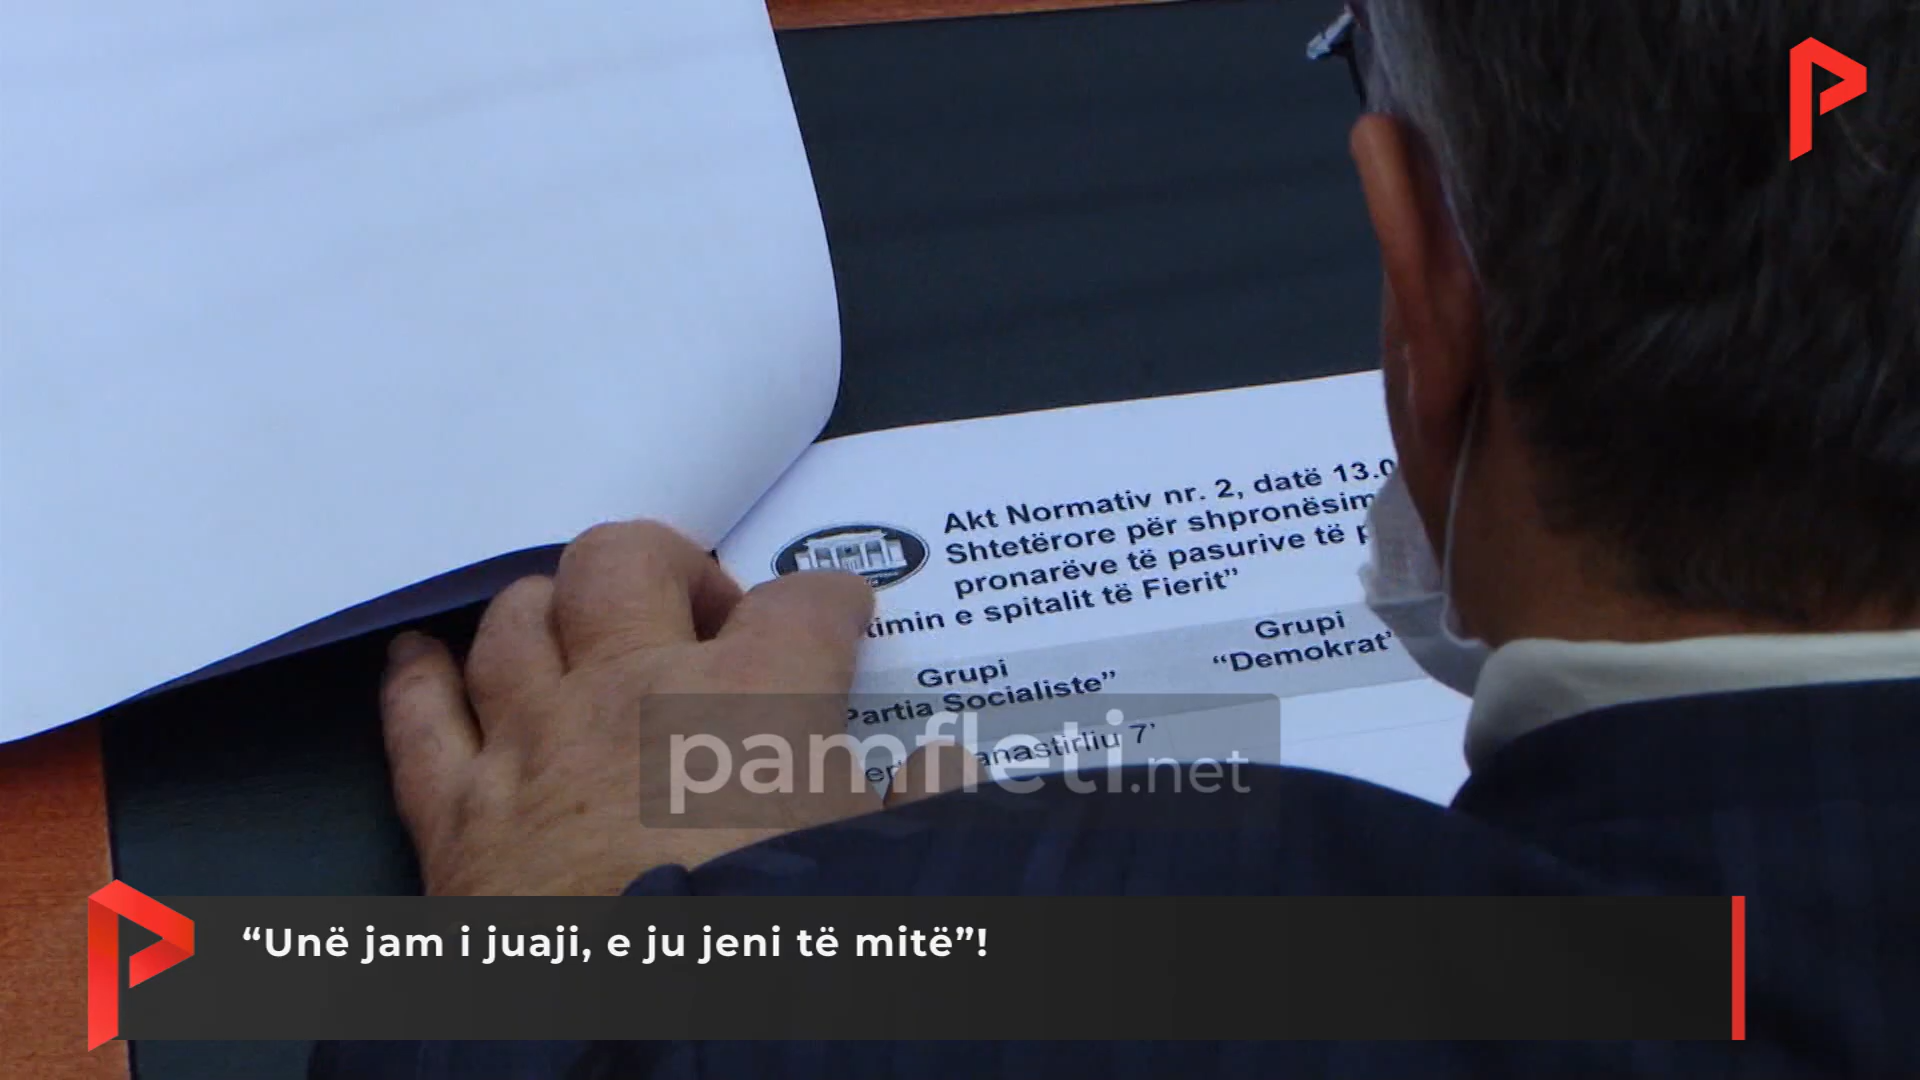 Akt Normativ nr. 2, datë 13.0
Shtetërore për shpronësim
pronarëve të pasurive të p
timin e spitalit të Fierit”
Grupi
Partia Socialiste”
Grupi
“Demokrat”
anastirliu 7’
pamfleti.net
“Unë jam i juaji, e ju jeni të mitë”!